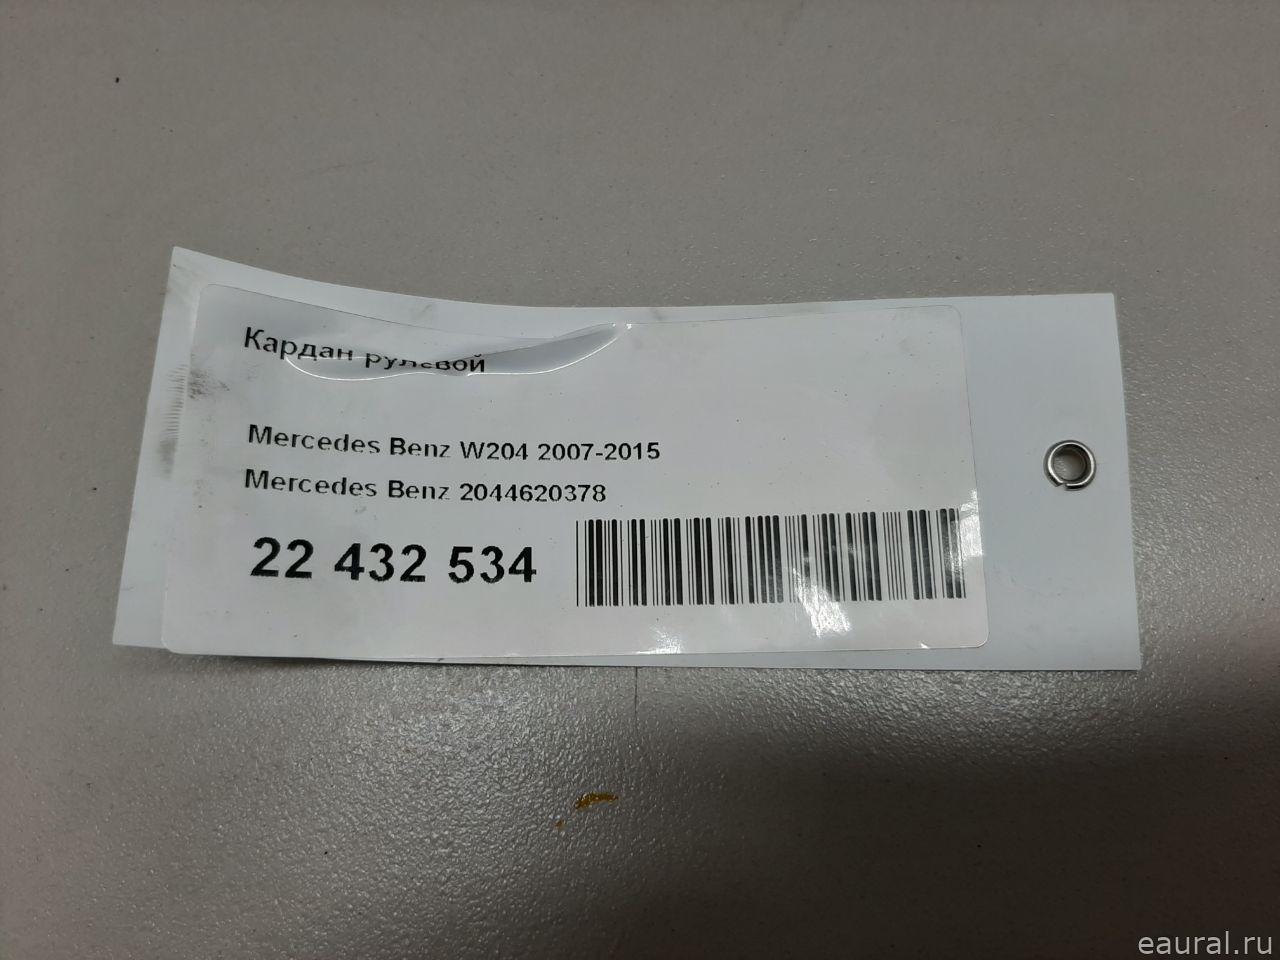 Кардан рулевой
Mercedes Benz W204 2007-2015
Mercedes Benz 2044620378
22 432 534
eaural.ru